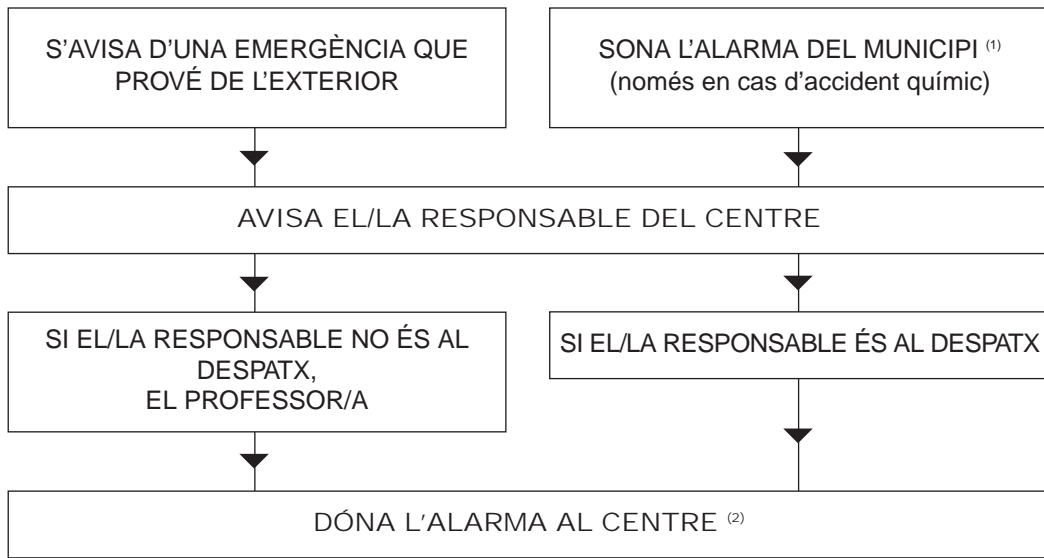 S’AVISA D’UNA EMERGÈNCIA QUE
PROVÉ DE L’EXTERIOR
SONA L’ALARMA DEL MUNICIPI (1)
(només en cas d’accident químic)
AVISA EL/LA RESPONSABLE DEL CENTRE
SI EL/LA RESPONSABLE NO ÉS AL
DESPATX,
EL PROFESSOR/A
SI EL/LA RESPONSABLE ÉS AL DESPATX
DÓNA L’ALARMA AL CENTRE (2)